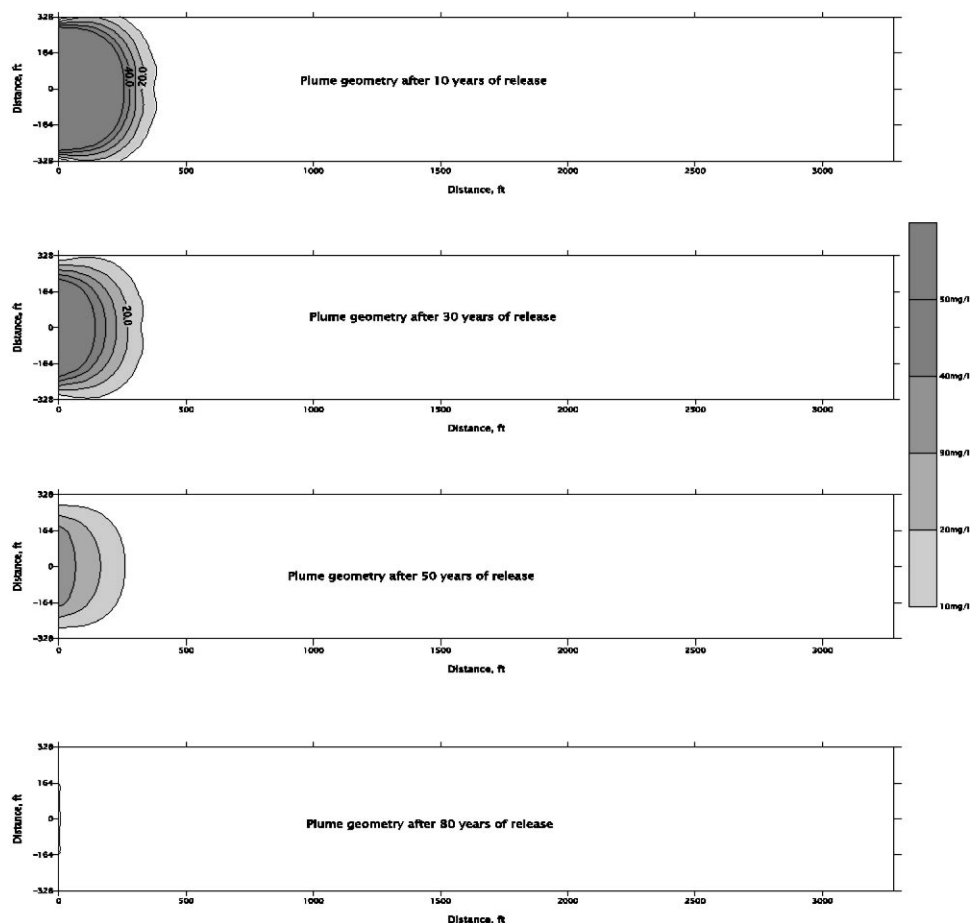 328
164
0
-164
-328
Distance, ft
40.0
20.0
Plume geometry after 10 years of release
0 500 1000 1500 2000 2500 3000
Distance, ft
328
164
0
-164
-328
Distance, ft
20.0
Plume geometry after 30 years of release
0 500 1000 1500 2000 2500 3000
Distance, ft
50mg/l
40mg/l
30mg/l
20mg/l
10mg/l
328
164
0
-164
-328
Distance, ft
Plume geometry after 50 years of release
0 500 1000 1500 2000 2500 3000
Distance, ft
328
164
0
-164
-328
Distance, ft
Plume geometry after 80 years of release
0 500 1000 1500 2000 2500 3000
Distance, ft